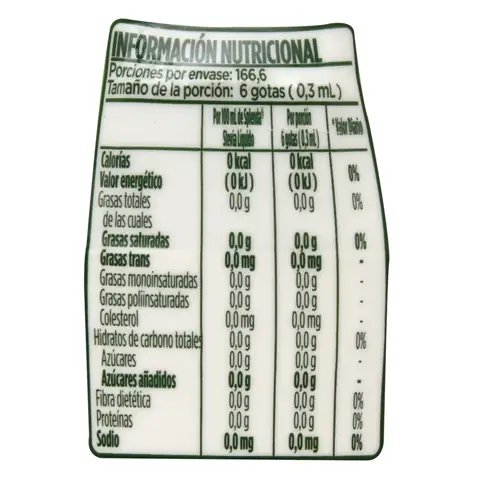 INFORMACIÓN NUTRICIONAL
Porciones por envase: 166,6
Tamaño de la porción: 6 gotas ( 0,3 mL )
Por 100 mL de Splenda® Stevia Líquido Por porción 6 gotas ( 0,3 mL ) *Valor Diario
Calorías 0 kcal 0 kcal
Valor energético ( 0 kJ ) ( 0 kJ ) 0%
Grasas totales 0,0 g 0,0 g 0%
de las cuales
Grasas saturadas 0,0 g 0,0 g 0%
Grasas trans 0,0 mg 0,0 mg -
Grasas monoinsaturadas 0,0 g 0,0 g -
Grasas poliinsaturadas 0,0 g 0,0 g -
Colesterol 0,0 mg 0,0 mg -
Hidratos de carbono totales 0,0 g 0,0 g 0%
Azúcares 0,0 g 0,0 g -
Azúcares añadidos 0,0 g 0,0 g -
Fibra dietética 0,0 g 0,0 g 0%
Proteínas 0,0 g 0,0 g 0%
Sodio 0,0 mg 0,0 mg 0%